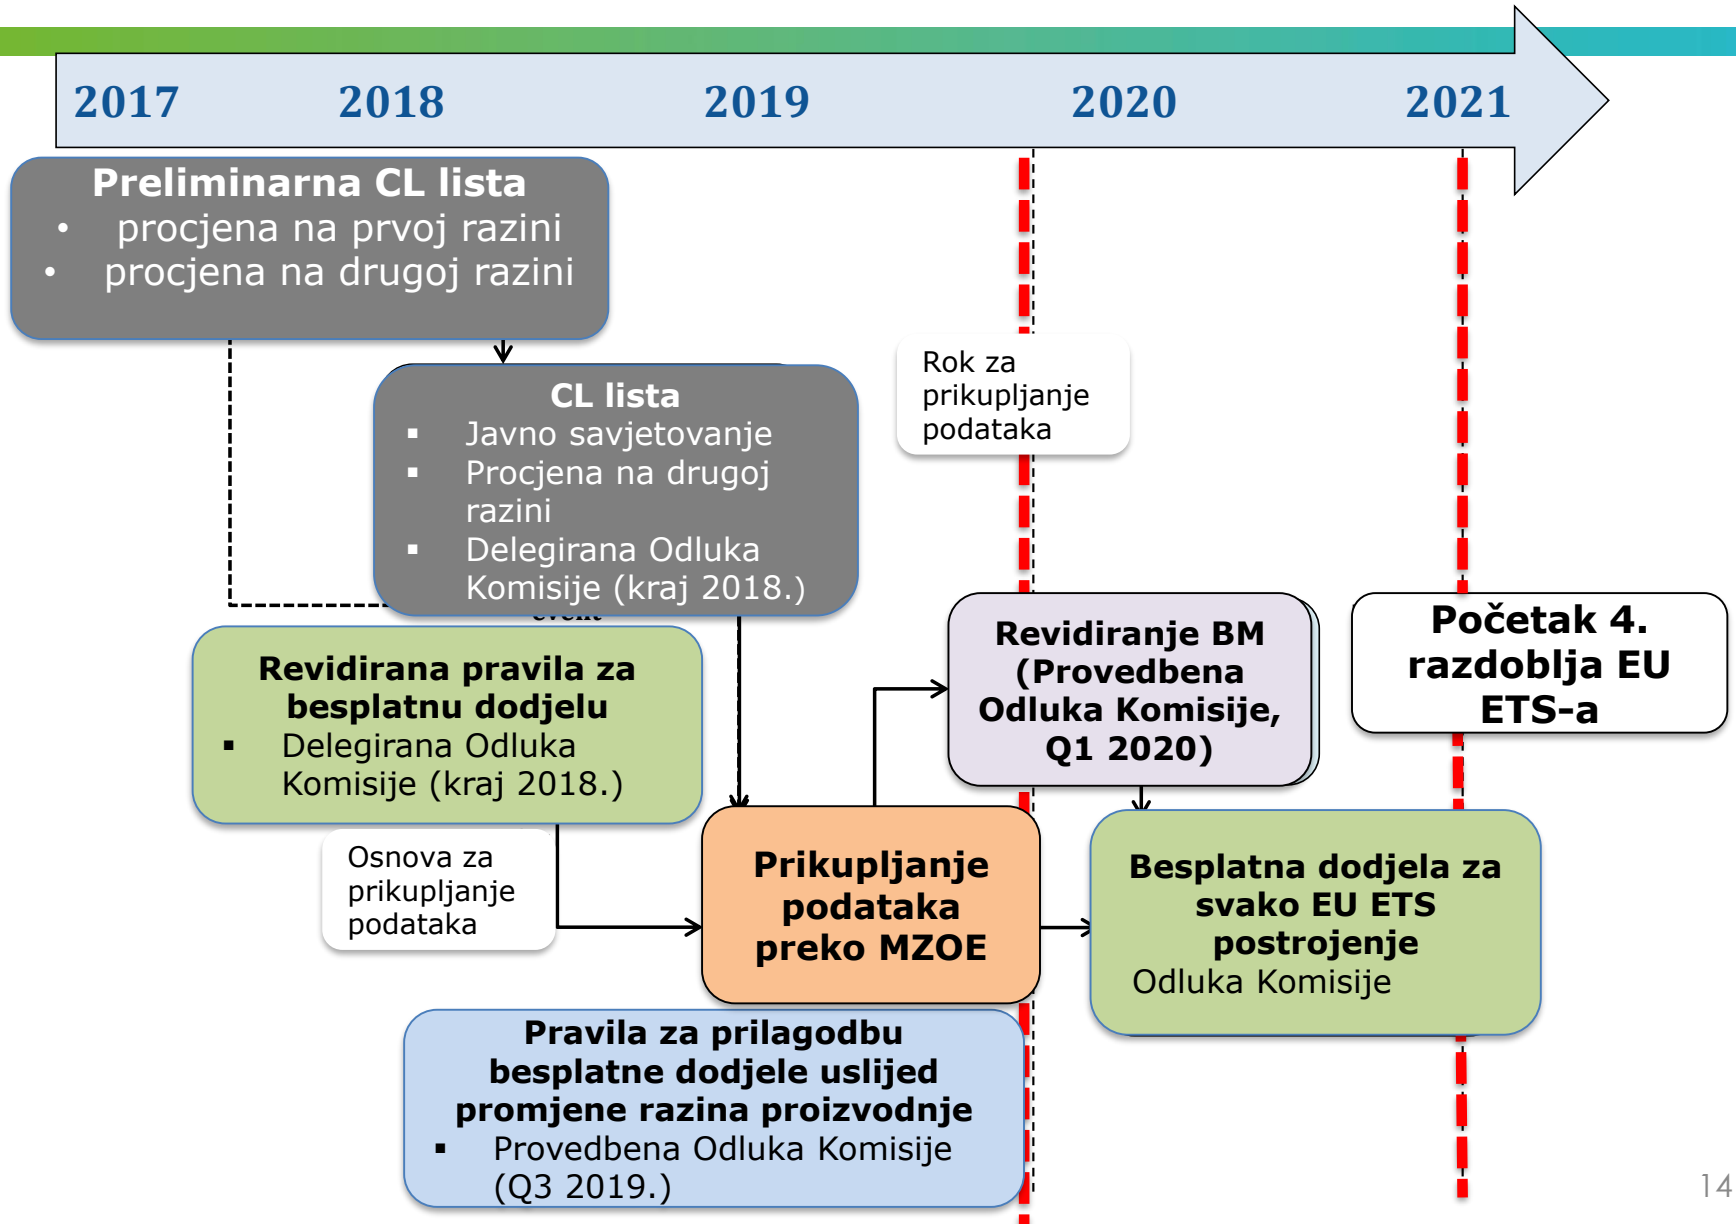 2017 2018 2019 2020 2021
Preliminarna CL lista
• procjena na prvoj razini
• procjena na drugoj razini
CL lista
▪ Javno savjetovanje
▪ Procjena na drugoj
razini
▪ Delegirana Odluka
Komisije (kraj 2018.)
Rok za
prikupljanje
podataka
event
Revidirana pravila za
besplatnu dodjelu
▪ Delegirana Odluka
Komisije (kraj 2018.)
Revidiranje BM
(Provedbena
Odluka Komisije,
Q1 2020)
Početak 4.
razdoblja EU
ETS-a
Osnova za
prikupljanje
podataka
Prikupljanje
podataka
preko MZOE
Besplatna dodjela za
svako EU ETS
postrojenje
Odluka Komisije
Pravila za prilagodbu
besplatne dodjele uslijed
promjene razina proizvodnje
▪ Provedbena Odluka Komisije
(Q3 2019.)
14